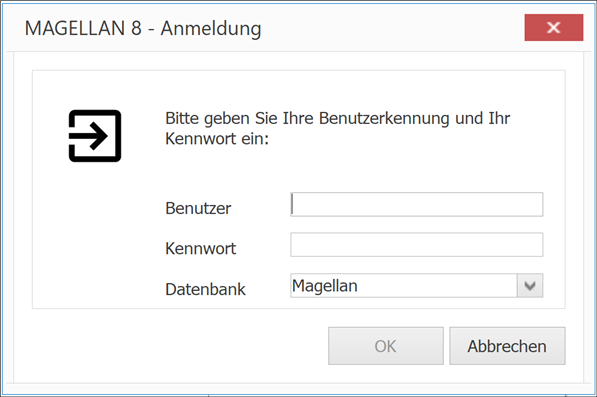 MAGELLAN 8 - Anmeldung
Bitte geben Sie Ihre Benutzerkennung und Ihr
Kennwort ein:
Benutzer
Kennwort
Datenbank Magellan
OK Abbrechen